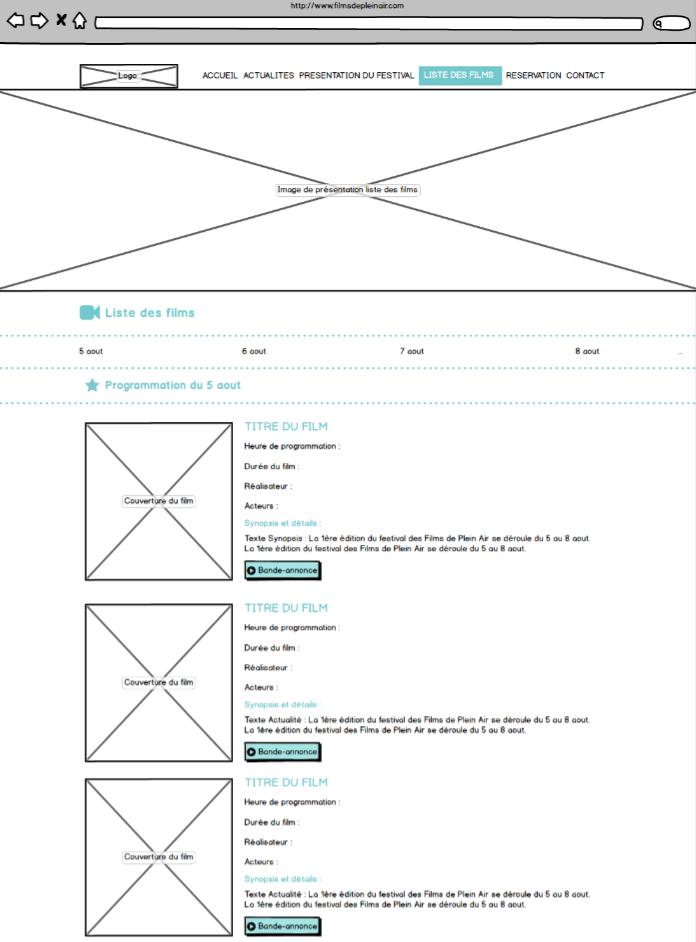 http://www.filmsdepleinair.com
Logo
ACCUEIL ACTUALITES PRESENTATION DU FESTIVAL LISTE DES FILMS RESERVATION CONTACT
Image de présentation liste des films
Liste des films
5 aout 6 aout 7 aout 8 aout ...
Programmation du 5 aout
Couverture du film
TITRE DU FILM
Heure de programmation :
Durée du film :
Réalisateur :
Acteurs :
Synopsis et détails :
Texte Synopsis : La 1ère édition du festival des Films de Plein Air se déroule du 5 au 8 aout.
La 1ère édition du festival des Films de Plein Air se déroule du 5 au 8 aout.
Bande-annonce
Couverture du film
TITRE DU FILM
Heure de programmation :
Durée du film :
Réalisateur :
Acteurs :
Synopsis et détails :
Texte Actualité : La 1ère édition du festival des Films de Plein Air se déroule du 5 au 8 aout.
La 1ère édition du festival des Films de Plein Air se déroule du 5 au 8 aout.
Bande-annonce
Couverture du film
TITRE DU FILM
Heure de programmation :
Durée du film :
Réalisateur :
Acteurs :
Synopsis et détails :
Texte Actualité : La 1ère édition du festival des Films de Plein Air se déroule du 5 au 8 aout.
La 1ère édition du festival des Films de Plein Air se déroule du 5 au 8 aout.
Bande-annonce